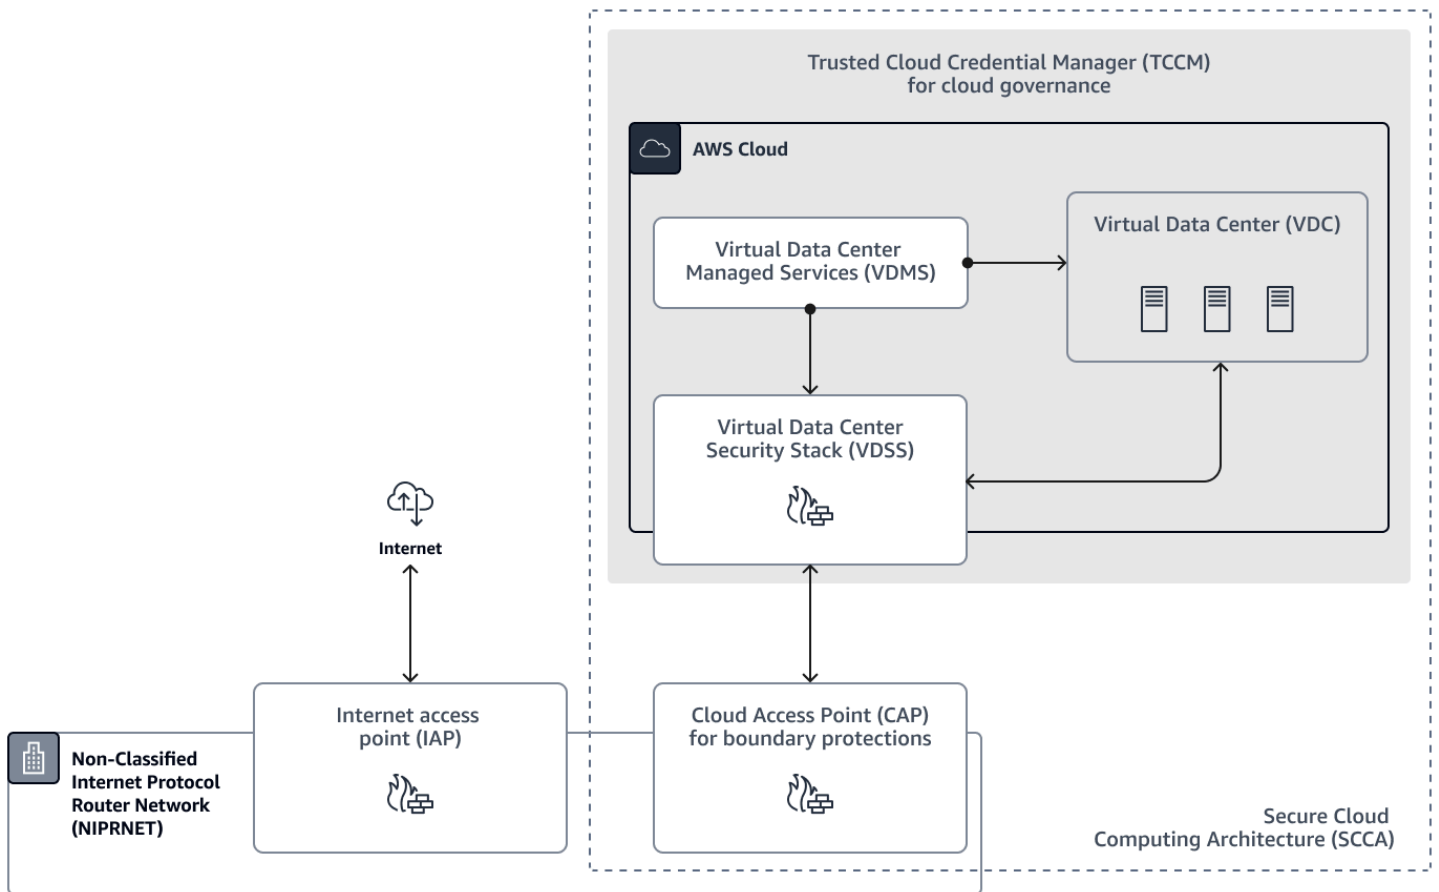 Trusted Cloud Credential Manager (TCCM)
for cloud governance
AWS Cloud
Virtual Data Center
Managed Services (VDMS)
Virtual Data Center (VDC)
Virtual Data Center
Security Stack (VDSS)
Internet
Internet access
point (IAP)
Cloud Access Point (CAP)
for boundary protections
Non-Classified
Internet Protocol
Router Network
(NIPRNET)
Secure Cloud
Computing Architecture (SCCA)